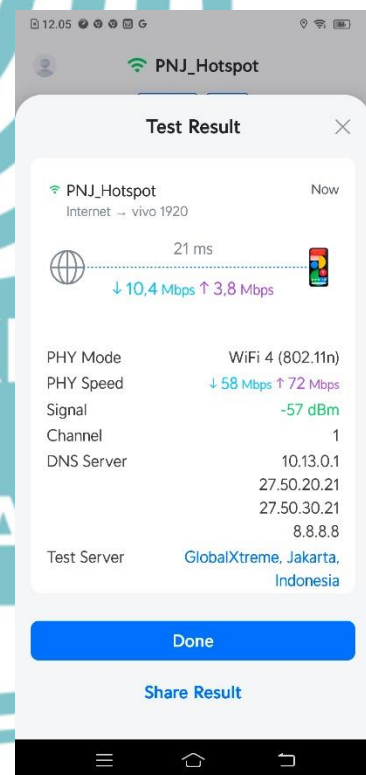 12.05 G
PNJ_Hotspot
Test Result
PNJ_Hotspot Now
Internet → vivo 1920
21 ms
↓ 10,4 Mbps ↑ 3,8 Mbps
PHY Mode WiFi 4 (802.11n)
PHY Speed ↓ 58 Mbps ↑ 72 Mbps
Signal -57 dBm
Channel 1
DNS Server 10.13.0.1
27.50.20.21
27.50.30.21
8.8.8.8
Test Server GlobalXtreme, Jakarta,
Indonesia
Done
Share Result